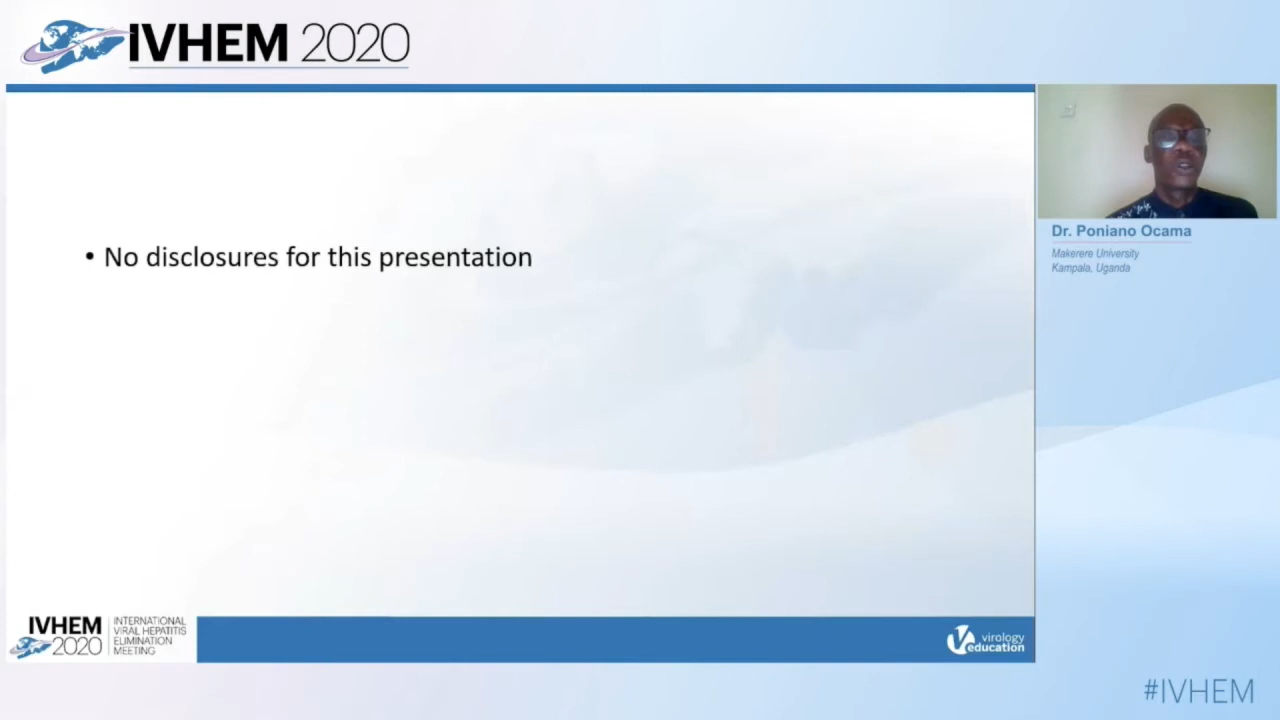 IVHEM 2020
• No disclosures for this presentation
Dr. Poniano Ocama
Makerere University
Kampala, Uganda
IVHEM
2020
INTERNATIONAL
VIRAL HEPATITIS
ELIMINATION
MEETING
virology
education
#IVHEM